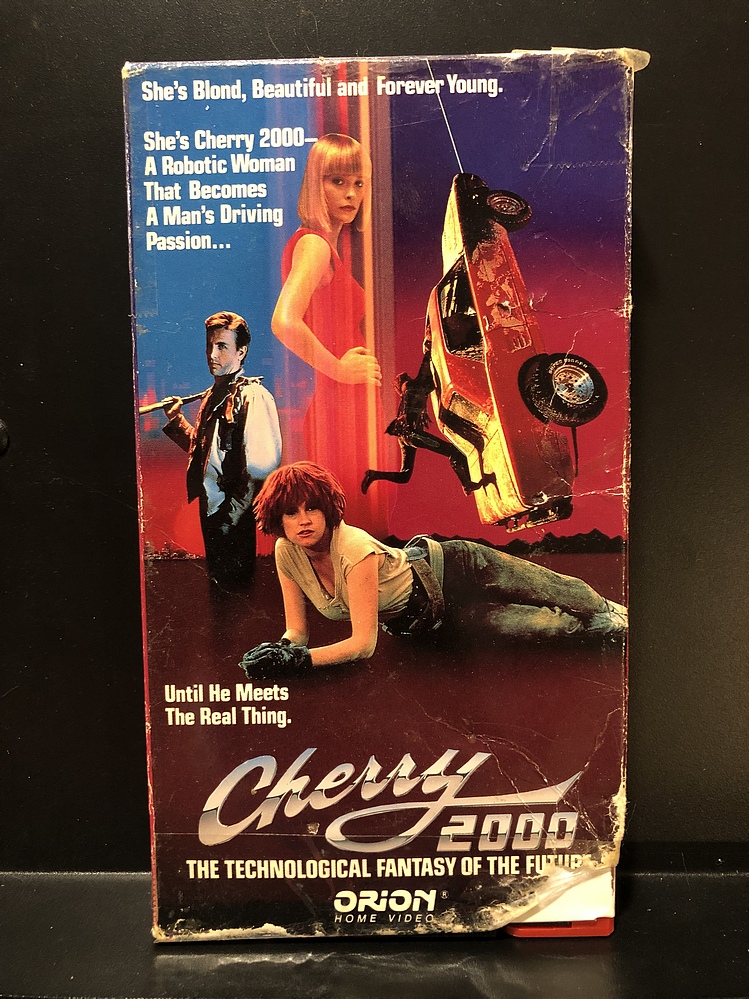 She's Blond, Beautiful and Forever Young.
She's Cherry 2000—
A Robotic Woman
That Becomes
A Man's Driving
Passion...
Until He Meets
The Real Thing.
Cherry
2000
THE TECHNOLOGICAL FANTASY OF THE FUTUR
ORION®
HOME VIDEO